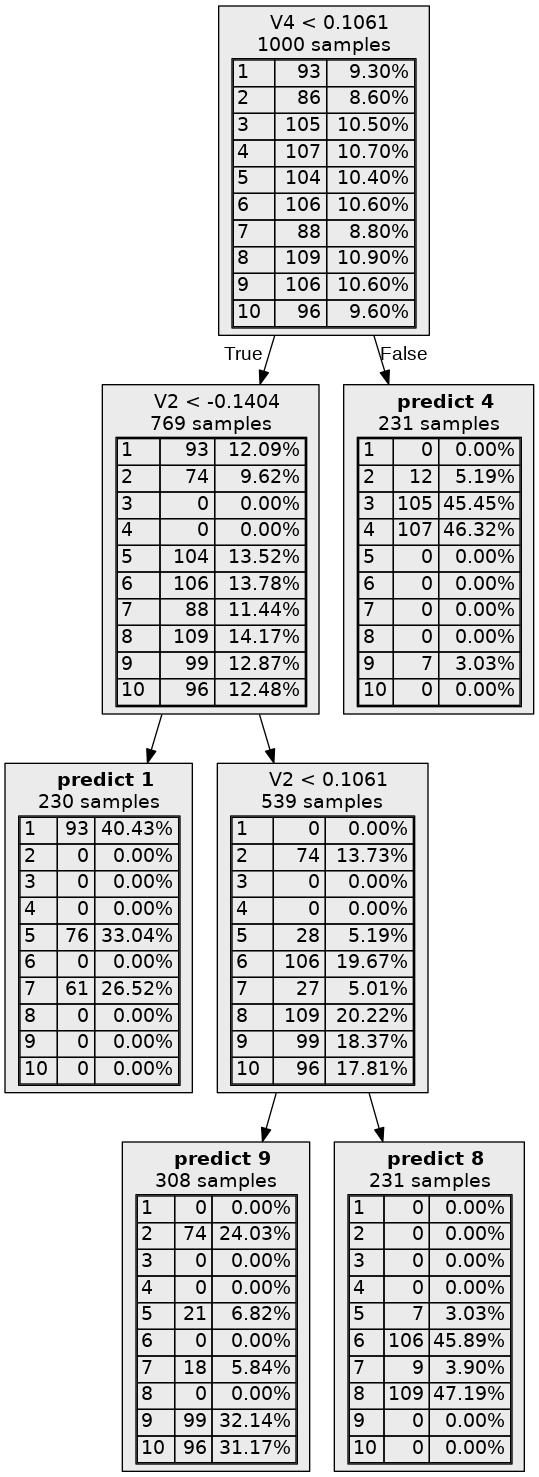 V4 < 0.1061
1000 samples
1 93 9.30%
2 86 8.60%
3 105 10.50%
4 107 10.70%
5 104 10.40%
6 106 10.60%
7 88 8.80%
8 109 10.90%
9 106 10.60%
10 96 9.60%
True
False
V2 < -0.1404
769 samples
1 93 12.09%
2 74 9.62%
3 0 0.00%
4 0 0.00%
5 104 13.52%
6 106 13.78%
7 88 11.44%
8 109 14.17%
9 99 12.87%
10 96 12.48%
predict 4
231 samples
1 0 0.00%
2 12 5.19%
3 105 45.45%
4 107 46.32%
5 0 0.00%
6 0 0.00%
7 0 0.00%
8 0 0.00%
9 7 3.03%
10 0 0.00%
predict 1
230 samples
1 93 40.43%
2 0 0.00%
3 0 0.00%
4 0 0.00%
5 76 33.04%
6 0 0.00%
7 61 26.52%
8 0 0.00%
9 0 0.00%
10 0 0.00%
V2 < 0.1061
539 samples
1 0 0.00%
2 74 13.73%
3 0 0.00%
4 0 0.00%
5 28 5.19%
6 106 19.67%
7 27 5.01%
8 109 20.22%
9 99 18.37%
10 96 17.81%
predict 9
308 samples
1 0 0.00%
2 74 24.03%
3 0 0.00%
4 0 0.00%
5 21 6.82%
6 0 0.00%
7 18 5.84%
8 0 0.00%
9 99 32.14%
10 96 31.17%
predict 8
231 samples
1 0 0.00%
2 0 0.00%
3 0 0.00%
4 0 0.00%
5 7 3.03%
6 106 45.89%
7 9 3.90%
8 109 47.19%
9 0 0.00%
10 0 0.00%